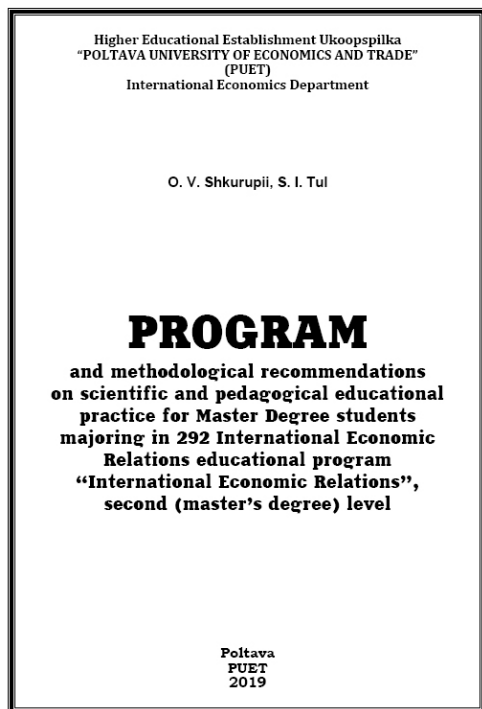 Higher Educational Establishment Ukoopspilka
“POLTAVA UNIVERSITY OF ECONOMICS AND TRADE”
(PUET)
International Economics Department
O. V. Shkurupii, S. I. Tul
PROGRAM
and methodological recommendations
on scientific and pedagogical educational
practice for Master Degree students
majoring in 292 International Economic
Relations educational program
“International Economic Relations”,
second (master’s degree) level
Poltava
PUET
2019